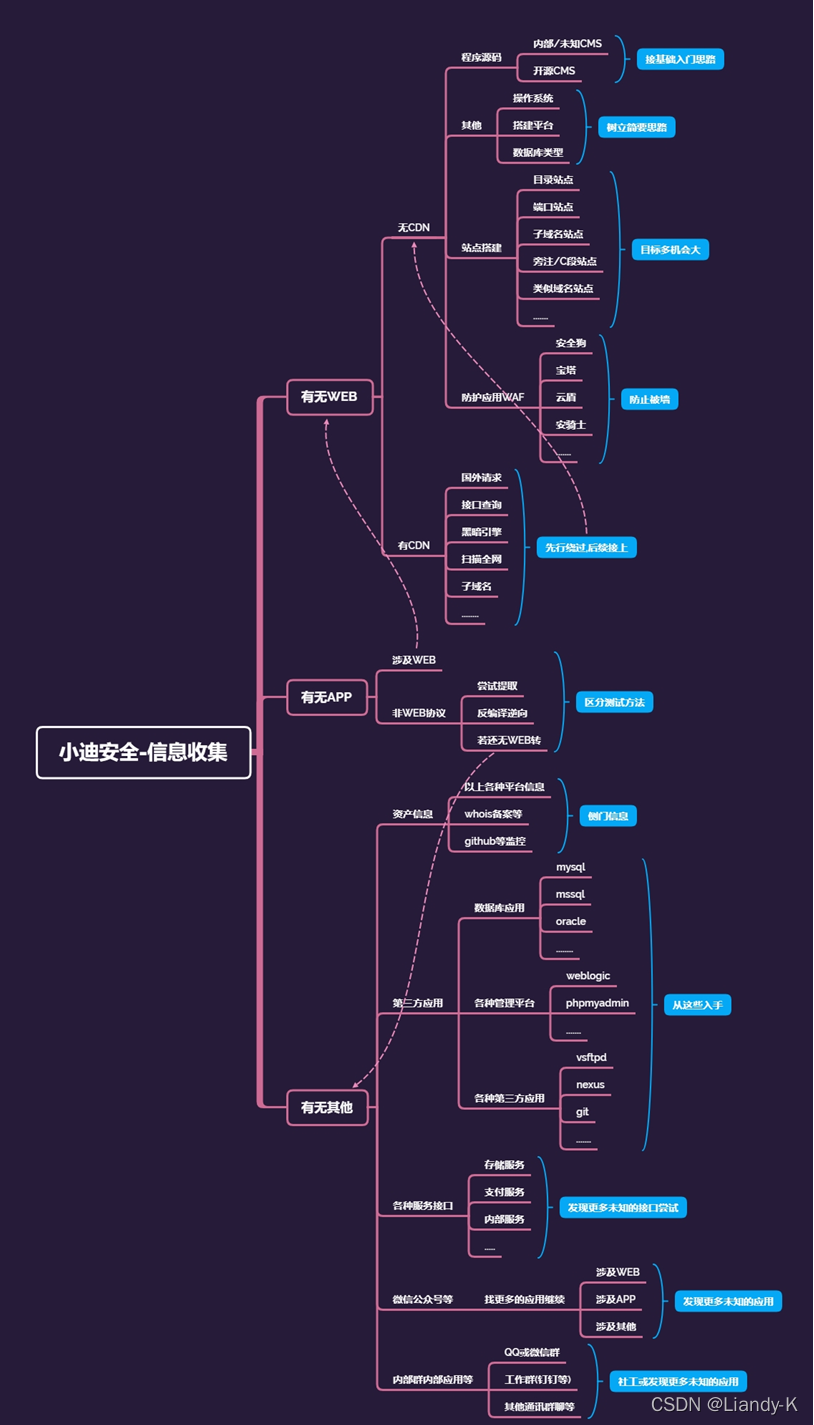 小迪安全-信息收集
有无WEB
无CDN
程序源码
内部/未知CMS
开源CMS
接基础入门思路
其他
操作系统
搭建平台
数据库类型
树立简要思路
站点搭建
目录站点
端口站点
子域名站点
旁注/C段站点
类似域名站点
.......
目标多机会大
防护应用WAF
安全狗
宝塔
云盾
安骑士
.......
防止被墙
有CDN
国外请求
接口查询
黑暗引擎
扫描全网
子域名
........
先行绕过,后续接上
有无APP
涉及WEB
非WEB协议
尝试提取
反编译逆向
若还无WEB转
区分测试方法
有无其他
资产信息
以上各种平台信息
whois备案等
github等监控
侧门信息
第三方应用
数据库应用
mysql
mssql
oracle
........
各种管理平台
weblogic
phpmyadmin
.......
各种第三方应用
vsftpd
nexus
git
.......
从这些入手
各种服务接口
存储服务
支付服务
内部服务
.....
发现更多未知的接口尝试
微信公众号等
找更多的应用继续
涉及WEB
涉及APP
涉及其他
发现更多未知的应用
内部群内部应用等
QQ或微信群
工作群(钉钉等)
其他通讯群聊等
社工或发现更多未知的应用
CSDN @Liandy-K